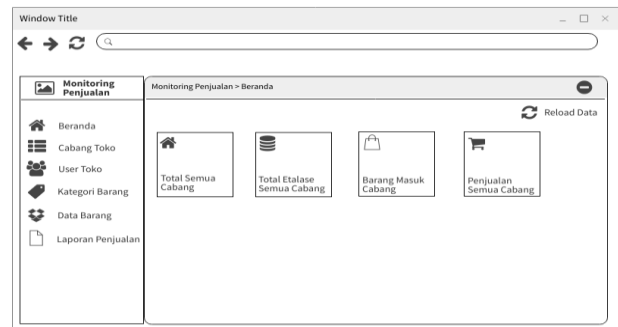 Window Title
Monitoring
Penjualan
Monitoring Penjualan > Beranda
Reload Data
Beranda
Cabang Toko
User Toko
Kategori Barang
Data Barang
Laporan Penjualan
Total Semua
Cabang
Total Etalase
Semua Cabang
Barang Masuk
Cabang
Penjualan
Semua Cabang